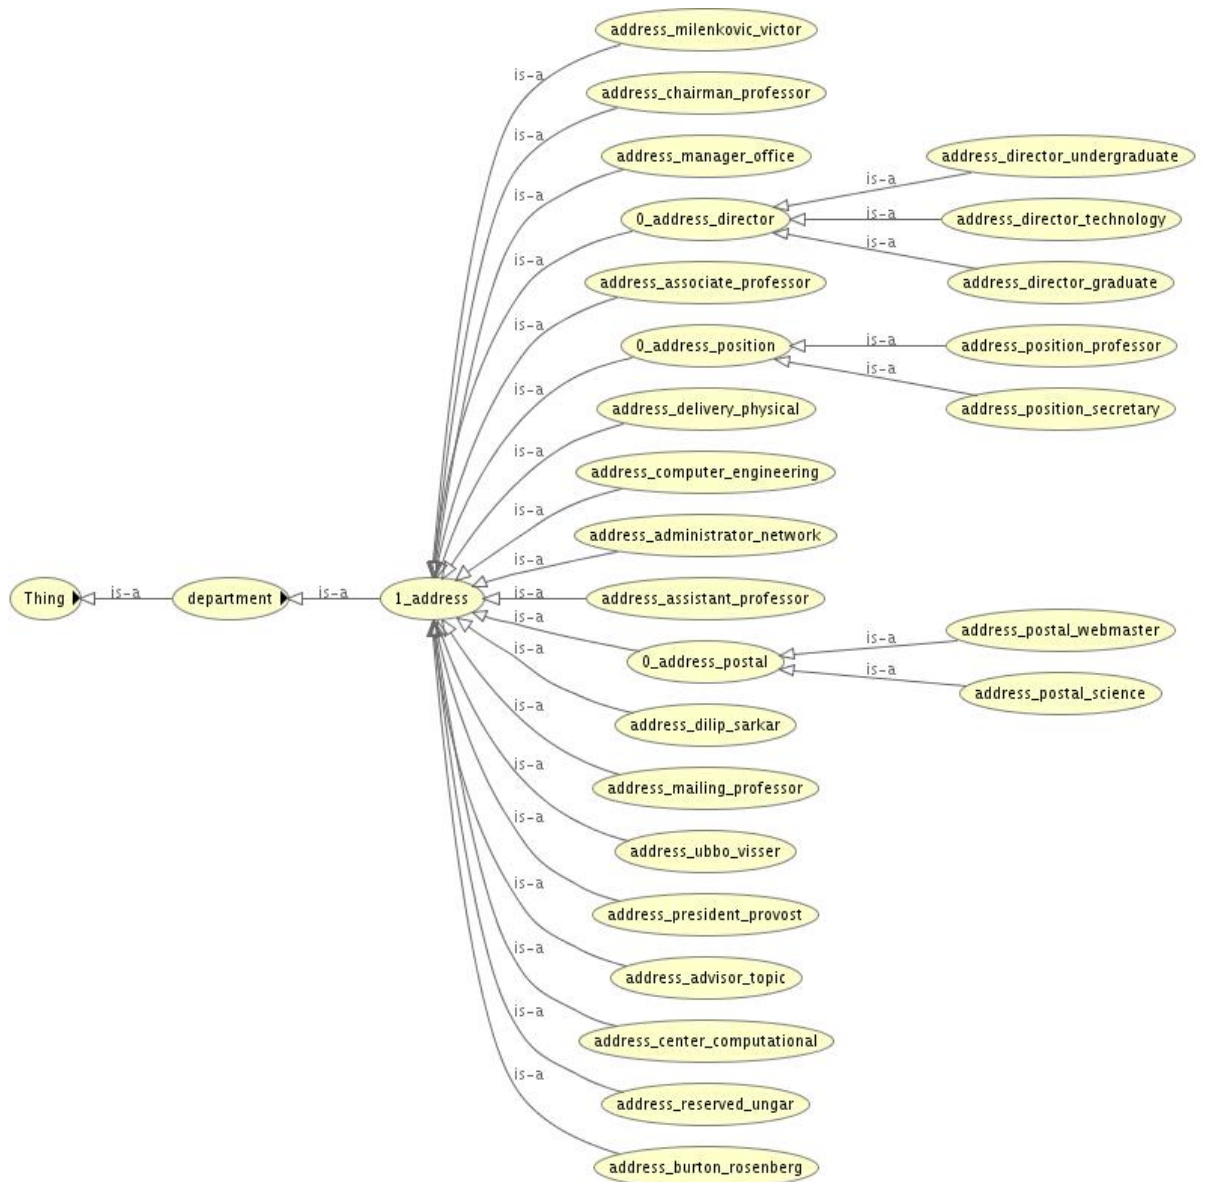 address_milenkovic_victor
is-a
address_chairman_professor
is-a
address_manager_office
address_director_undergraduate
is-a
is-a
0_address_director
is-a
address_director_technology
is-a
is-a
address_director_graduate
address_associate_professor
is-a
0_address_position
is-a
address_position_professor
is-a
is-a
address_delivery_physical
address_position_secretary
is-a
address_computer_engineering
is-a
address_administrator_network
is-a
Thing
is-a
department
is-a
1_address
is-a
address_assistant_professor
is-a
address_postal_webmaster
is-a
0_address_postal
is-a
is-a
address_postal_science
address_dilip_sarkar
is-a
address_mailing_professor
is-a
address_ubbo_visser
is-a
address_president_provost
is-a
address_advisor_topic
is-a
address_center_computational
is-a
address_reserved_ungar
is-a
address_burton_rosenberg